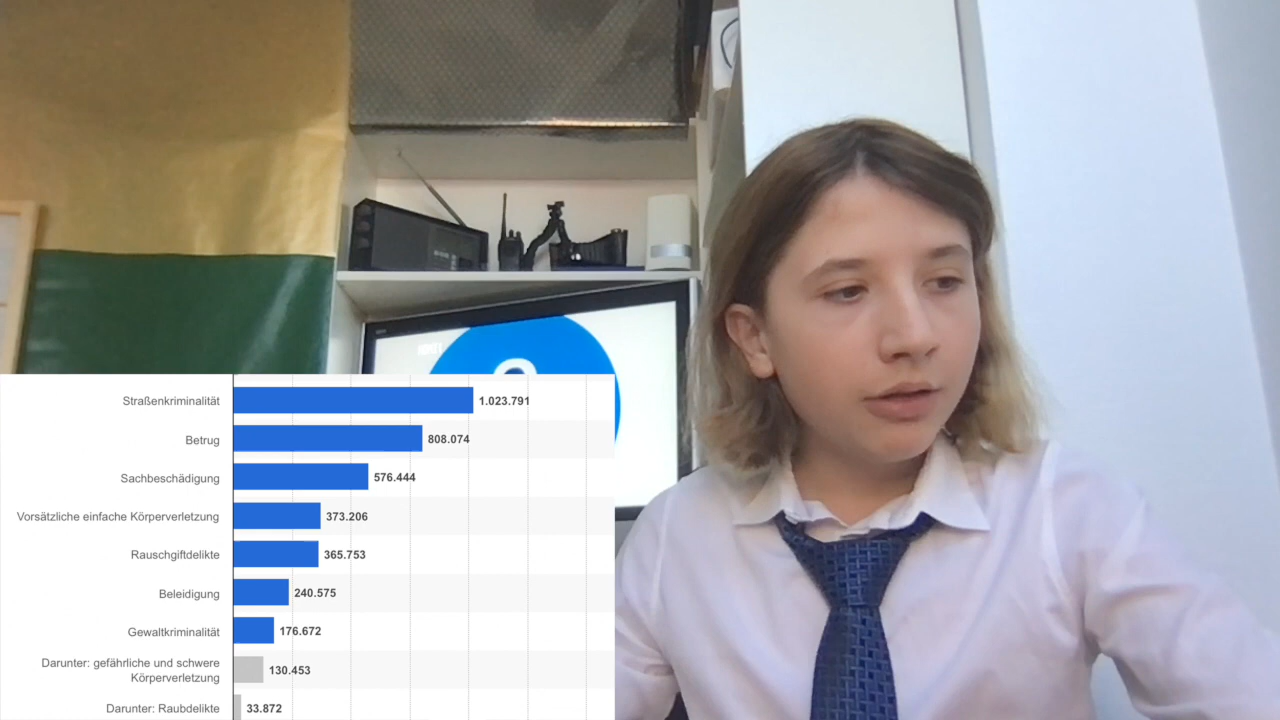 Straßenkriminalität 1.023.791
Betrug 808.074
Sachbeschädigung 576.444
Vorsätzliche einfache Körperverletzung 373.206
Rauschgiftdelikte 365.753
Beleidigung 240.575
Gewaltkriminalität 176.672
Darunter: gefährliche und schwere
Körperverletzung 130.453
Darunter: Raubdelikte 33.872